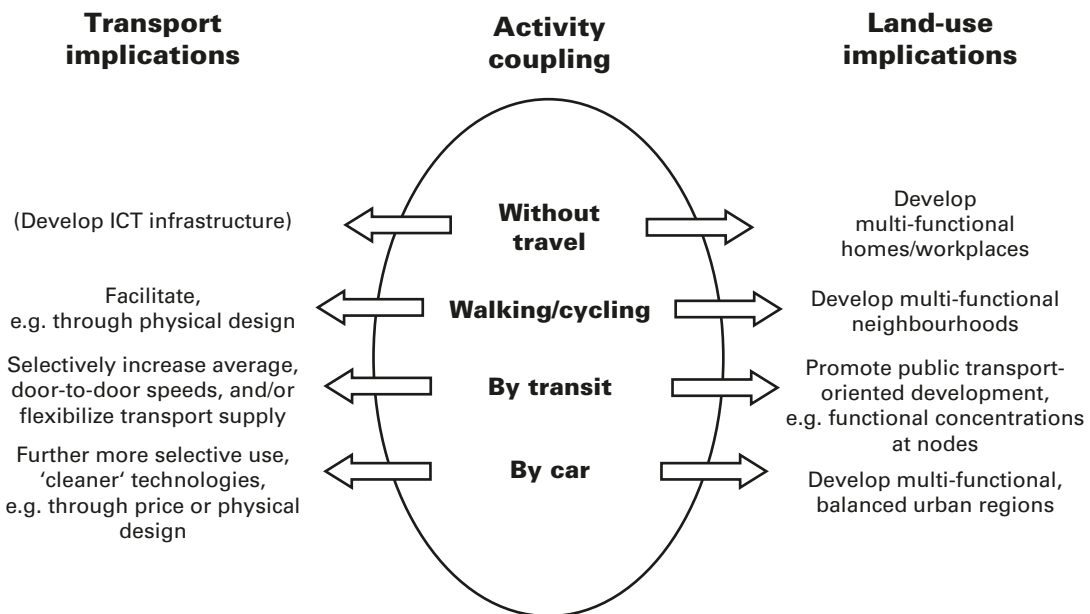 Transport
implications
Activity
coupling
Land-use
implications
(Develop ICT infrastructure)
Without
travel
Develop
multi-functional
homes/workplaces
Facilitate,
e.g. through physical design
Walking/cycling
Develop multi-functional
neighbourhoods
Selectively increase average,
door-to-door speeds, and/or
flexibilize transport supply
By transit
Promote public transport-
oriented development,
e.g. functional concentrations
at nodes
Further more selective use,
‘cleaner‘ technologies,
e.g. through price or physical
design
By car
Develop multi-functional,
balanced urban regions